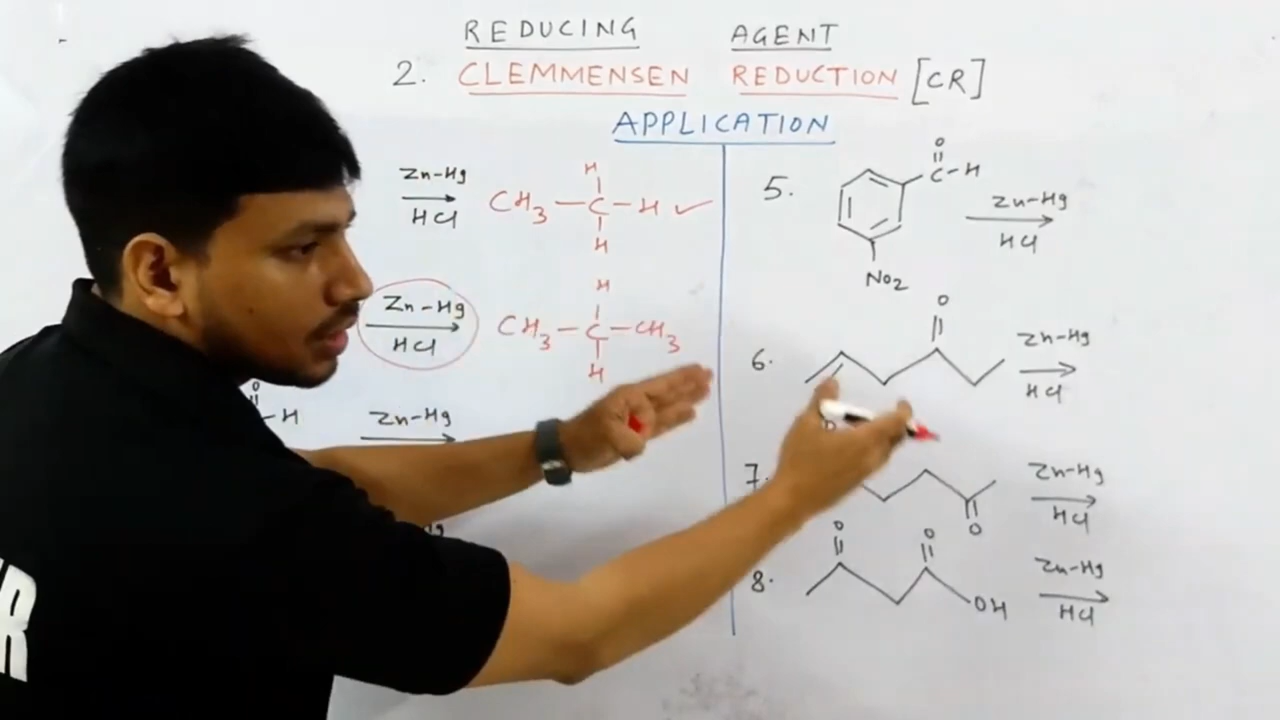 REDUCING AGENT
2. CLEMMENSEN REDUCTION [CR]
APPLICATION
Zn-Hg
HCl
H
CH3-C-H ✓
H
Zn-Hg
HCl
H
CH3-C-CH3
H
O
-H
Zn-Hg
5.
O
C-H
NO2
Zn-Hg
HCl
6.
O
Zn-Hg
HCl
7.
O
Zn-Hg
HCl
8.
O
O
OH
Zn-Hg
HCl
R